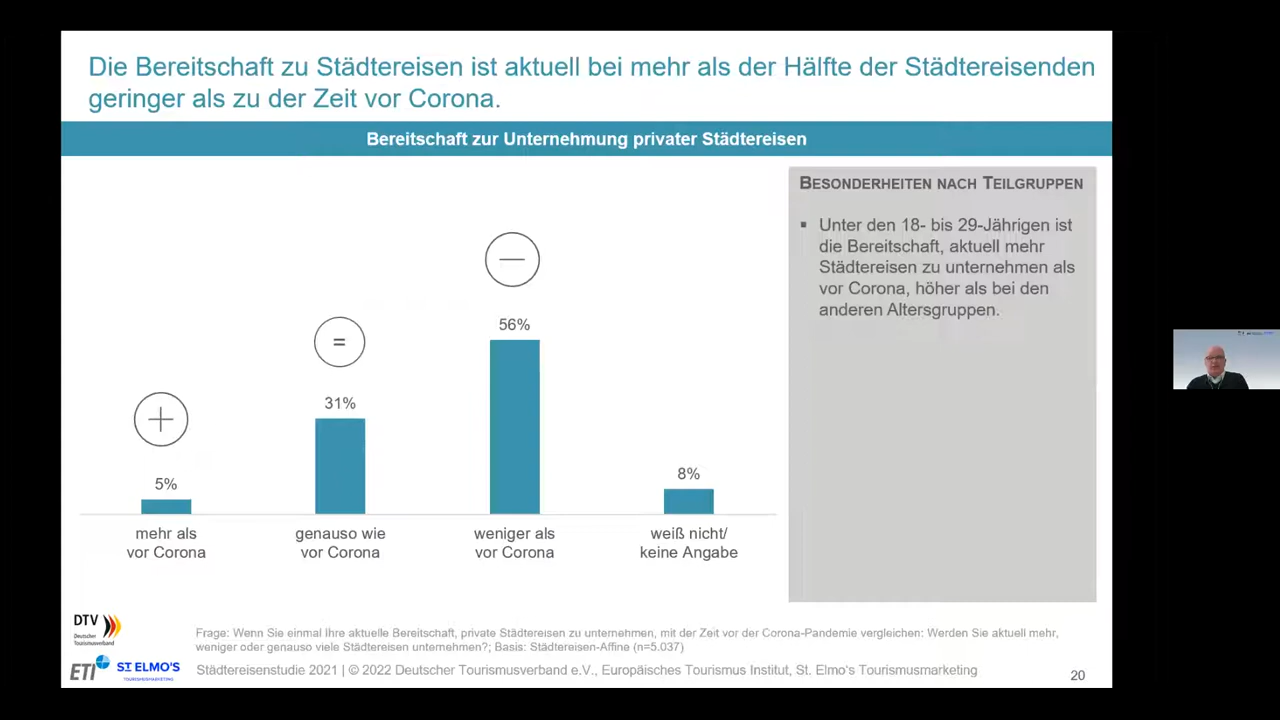 Die Bereitschaft zu Städtereisen ist aktuell bei mehr als der Hälfte der Städtereisenden
geringer als zu der Zeit vor Corona.
Bereitschaft zur Unternehmung privater Städtereisen
5%
31%
56%
8%
=
mehr als
vor Corona
genauso wie
vor Corona
weniger als
vor Corona
weiß nicht/
keine Angabe
BESONDERHEITEN NACH TEILGRUPPEN
▪ Unter den 18- bis 29-Jährigen ist
die Bereitschaft, aktuell mehr
Städtereisen zu unternehmen als
vor Corona, höher als bei den
anderen Altersgruppen.
DTV
Deutscher
Tourismusverband
ETI
ST ELMO'S
TOURISMUSMARKETING
Frage: Wenn Sie einmal Ihre aktuelle Bereitschaft, private Städtereisen zu unternehmen, mit der Zeit vor der Corona-Pandemie vergleichen: Werden Sie aktuell mehr,
weniger oder genauso viele Städtereisen unternehmen?; Basis: Städtereisen-Affine (n=5.037)
Städtereisenstudie 2021 | © 2022 Deutscher Tourismusverband e.V., Europäisches Tourismus Institut, St. Elmo's Tourismusmarketing
20